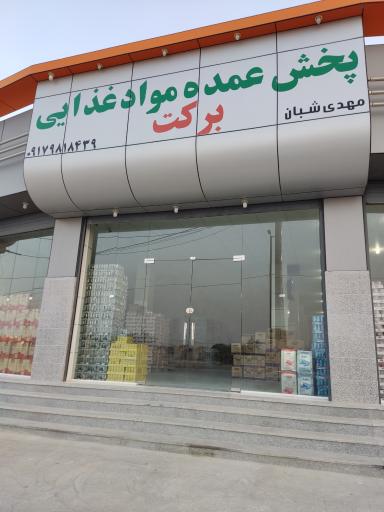 پخش عمده مواد غذایی
برکت
مهدی شبان
۰۹۱۷۹۸۱۸۴۳۹